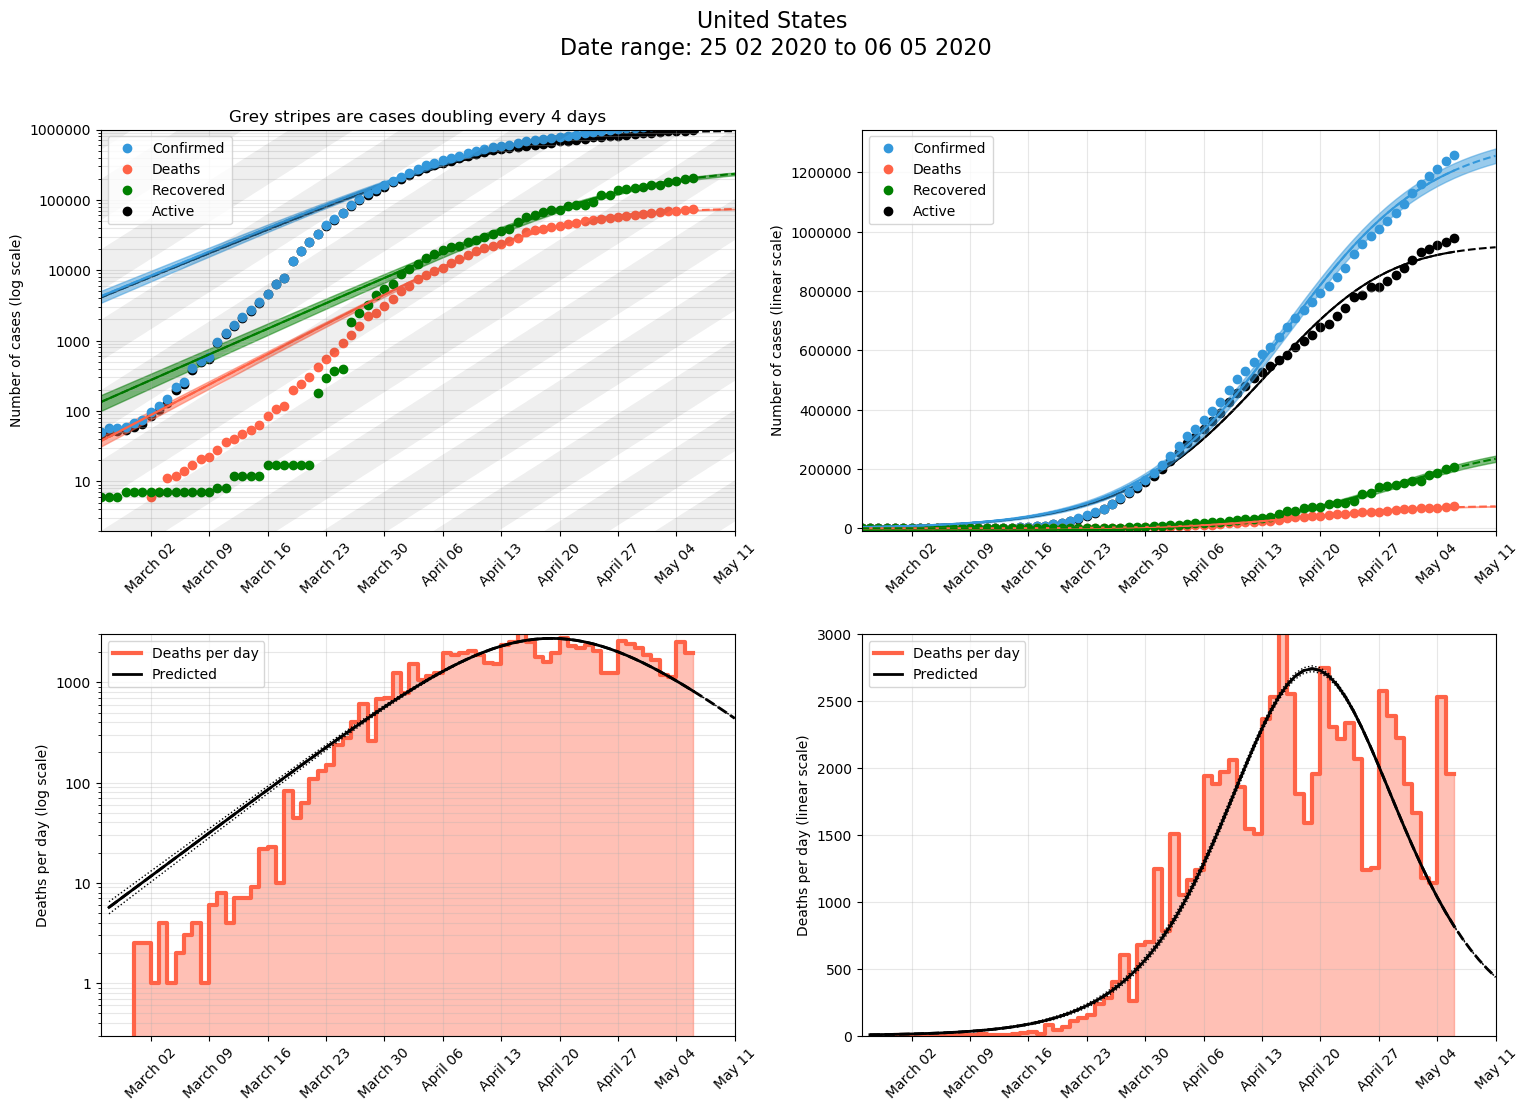 United States
Date range: 25 02 2020 to 06 05 2020
Grey stripes are cases doubling every 4 days
Number of cases (log scale)
1000000
100000
10000
1000
100
10
Confirmed
Deaths
Recovered
Active
March 02
March 09
March 16
March 23
March 30
April 06
April 13
April 20
April 27
May 04
May 11
Number of cases (linear scale)
1200000
1000000
800000
600000
400000
200000
0
Confirmed
Deaths
Recovered
Active
March 02
March 09
March 16
March 23
March 30
April 06
April 13
April 20
April 27
May 04
May 11
Deaths per day (log scale)
1000
100
10
1
Deaths per day
Predicted
March 02
March 09
March 16
March 23
March 30
April 06
April 13
April 20
April 27
May 04
May 11
Deaths per day (linear scale)
3000
2500
2000
1500
1000
500
0
Deaths per day
Predicted
March 02
March 09
March 16
March 23
March 30
April 06
April 13
April 20
April 27
May 04
May 11